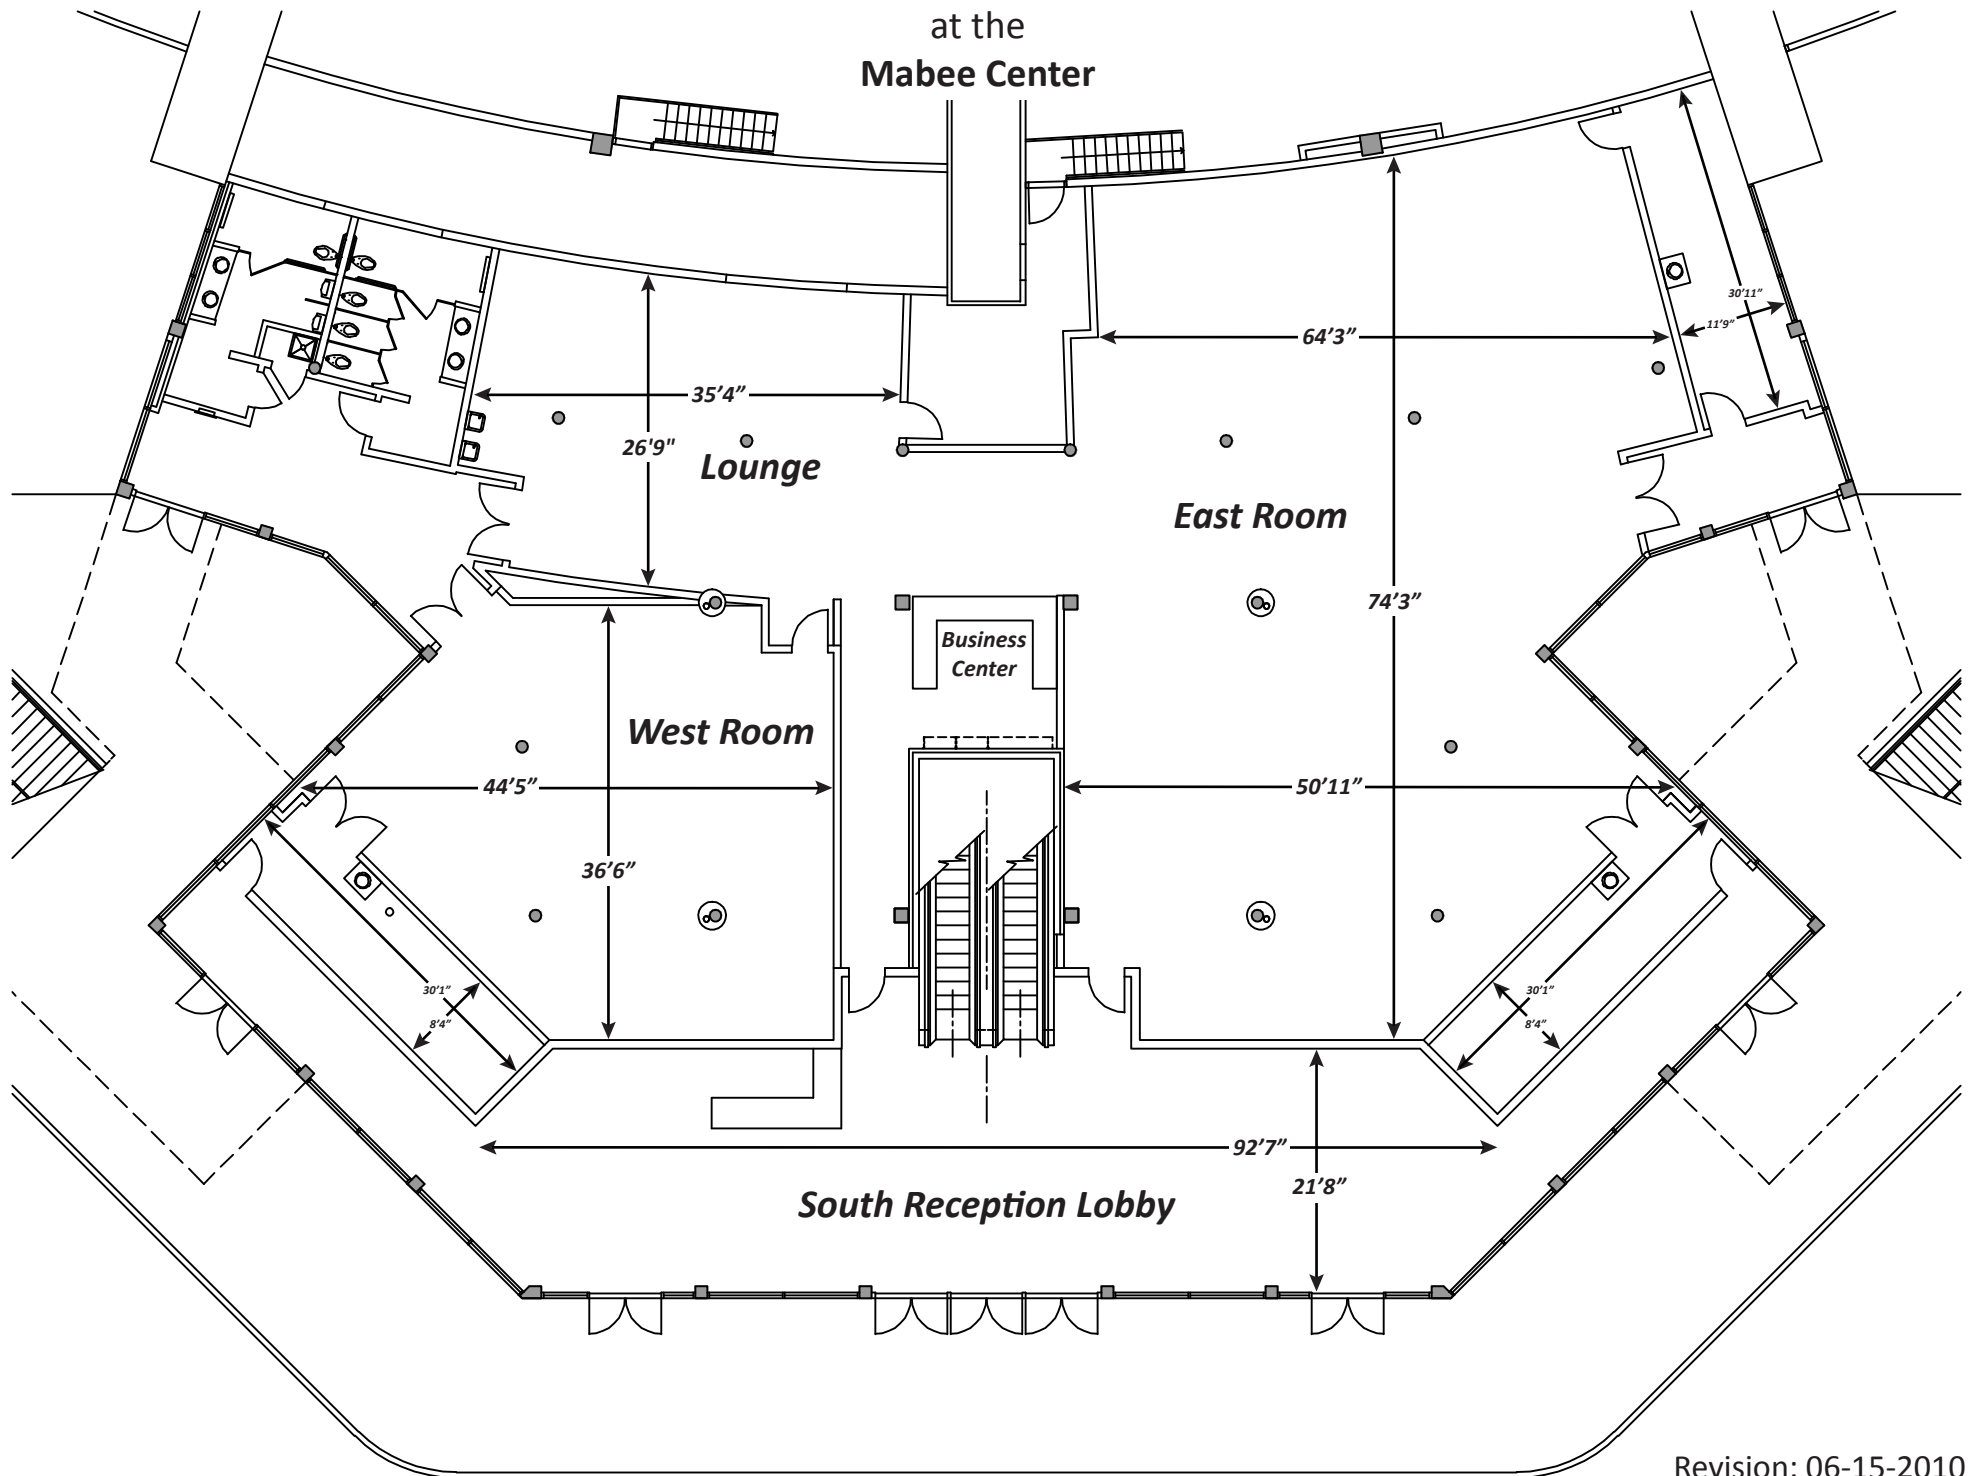 at the
Mabee Center
30'11”
11'9”
64'3”
35'4”
26'9"
Lounge
East Room
74'3”
Business
Center
West Room
44'5”
50'11”
36'6”
30'1”
8'4”
30'1”
8'4”
92'7”
21'8”
South Reception Lobby
Revision: 06-15-2010